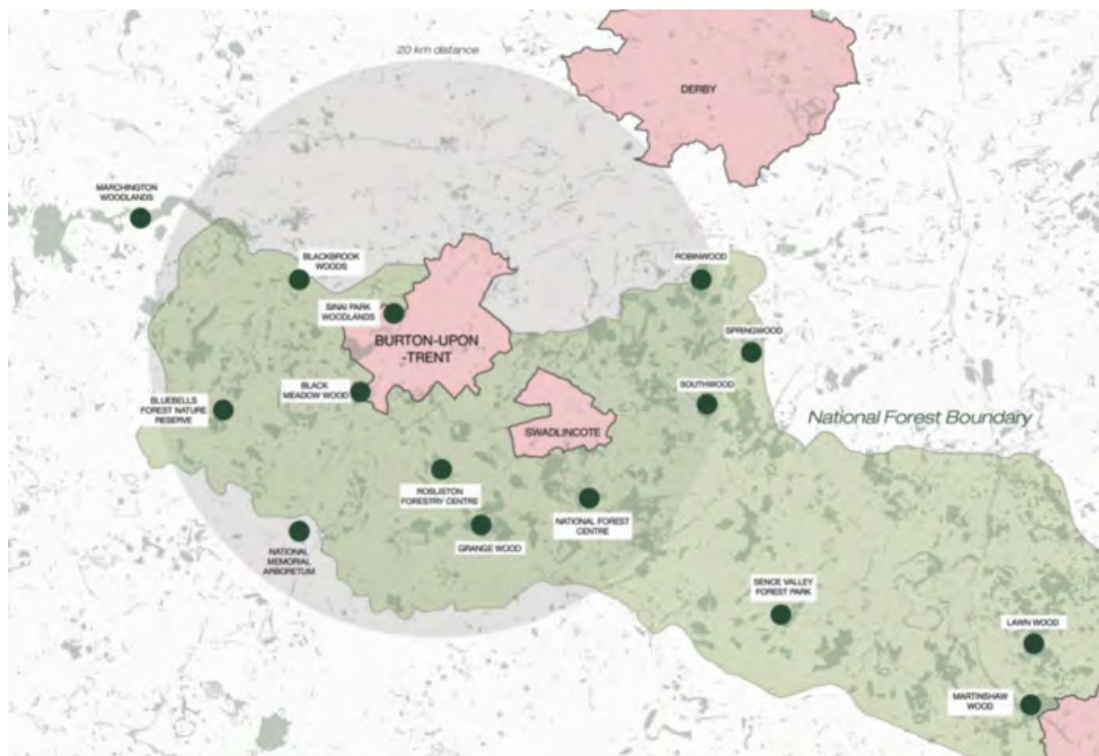 20 km distance
DERBY
MARCHINGTON
WOODLANDS
BLACKBROOK
WOODS
ROBINWOOD
SINAI PARK
WOODLANDS
SPRINGWOOD
BURTON-UPON
-TRENT
BLACK
MEADOW WOOD
SOUTHWOOD
BLUEBELLS
FOREST NATURE
RESERVE
National Forest Boundary
SWADLINCOTE
ROSLISTON
FORESTRY CENTRE
NATIONAL FOREST
CENTRE
GRANGE WOOD
NATIONAL
MEMORIAL
ARBORETUM
SENCE VALLEY
FOREST PARK
LAWN WOOD
MARTINSHAW
WOOD